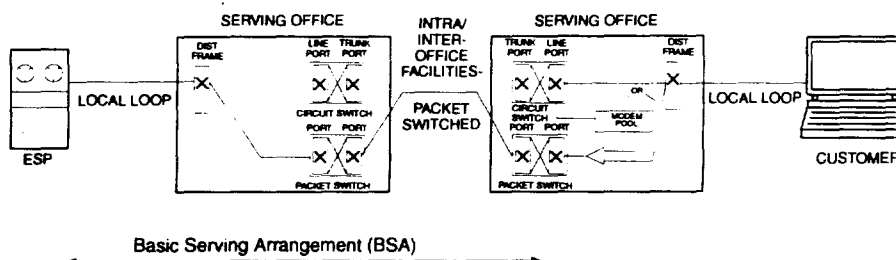 SERVING OFFICE
INTRA/
INTER-
OFFICE
FACILITIES-
PACKET
SWITCHED
SERVING OFFICE
DIST
FRAME
LINE
PORT
TRUNK
PORT
TRUNK
PORT
LINE
PORT
DIST
FRAME
LOCAL LOOP
CIRCUIT SWITCH
PORT
PORT
PACKET SWITCH
CIRCUIT
SWITCH
PORT
PORT
OR
MODEM
POOL
PACKET SWITCH
LOCAL LOOP
ESP
CUSTOMER
Basic Serving Arrangement (BSA)